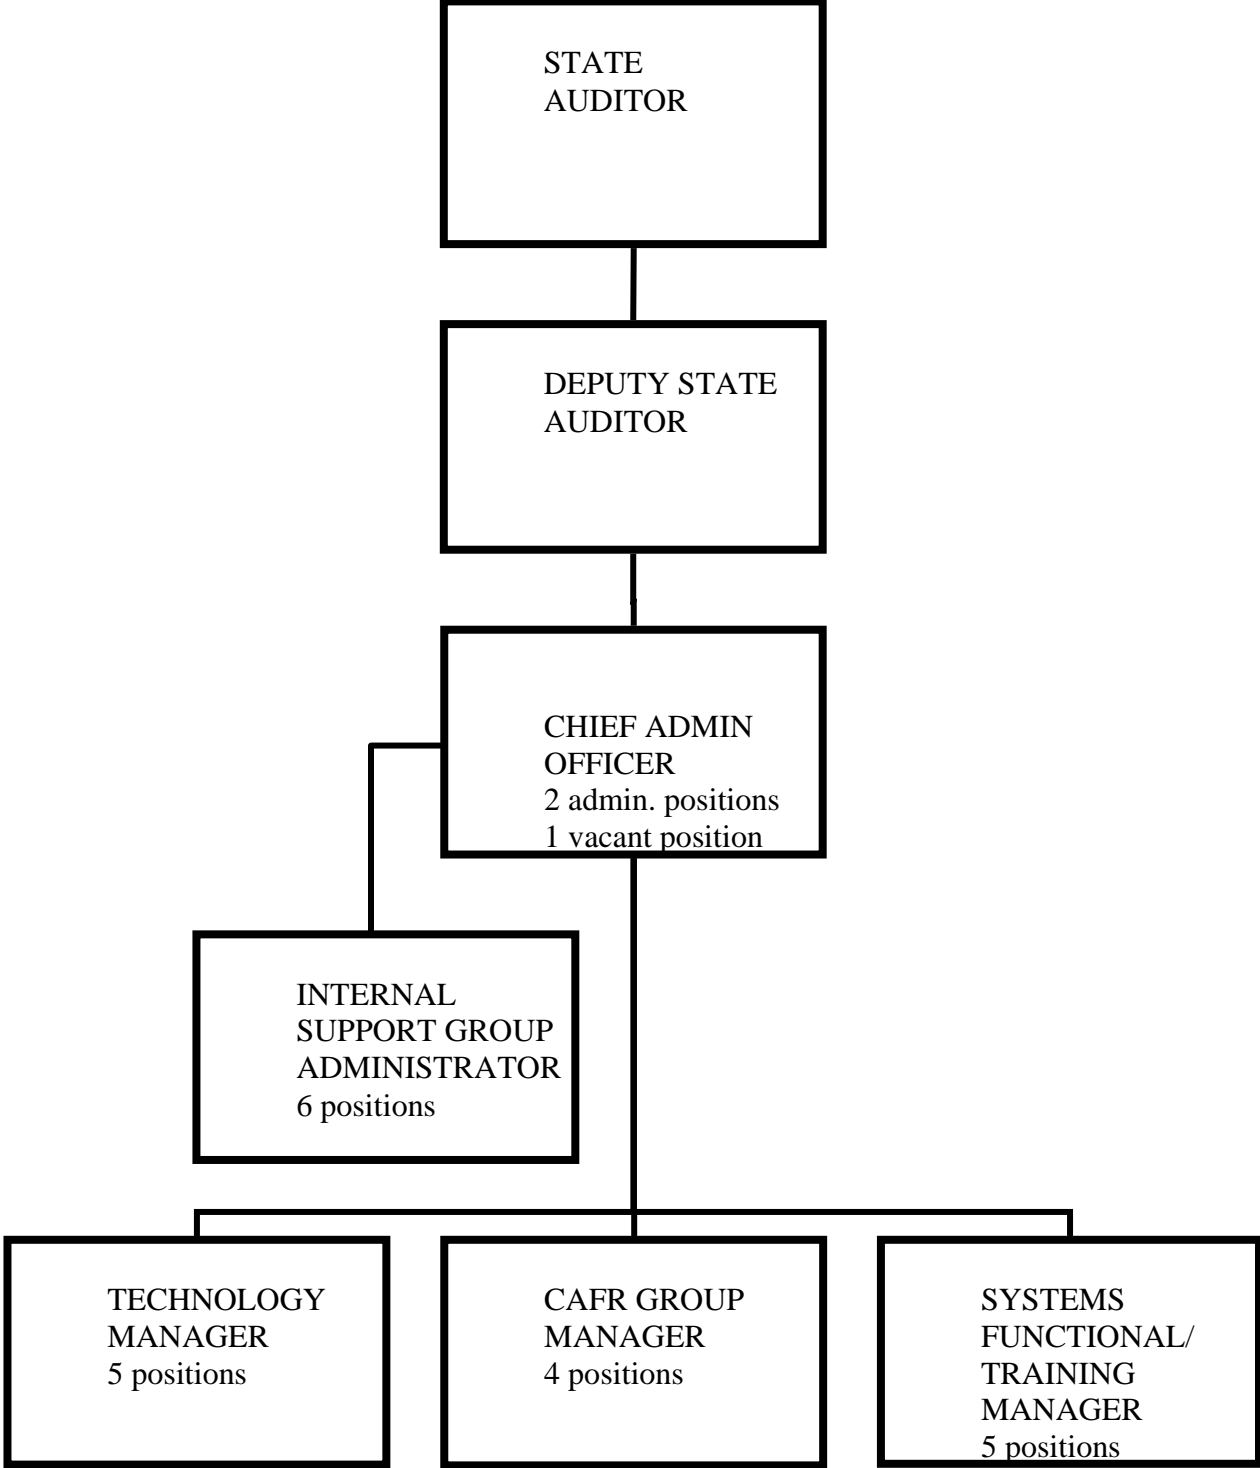 STATE
AUDITOR
DEPUTY STATE
AUDITOR
CHIEF ADMIN
OFFICER
2 admin. positions
1 vacant position
INTERNAL
SUPPORT GROUP
ADMINISTRATOR
6 positions
TECHNOLOGY
MANAGER
5 positions
CAFR GROUP
MANAGER
4 positions
SYSTEMS
FUNCTIONAL/
TRAINING
MANAGER
5 positions